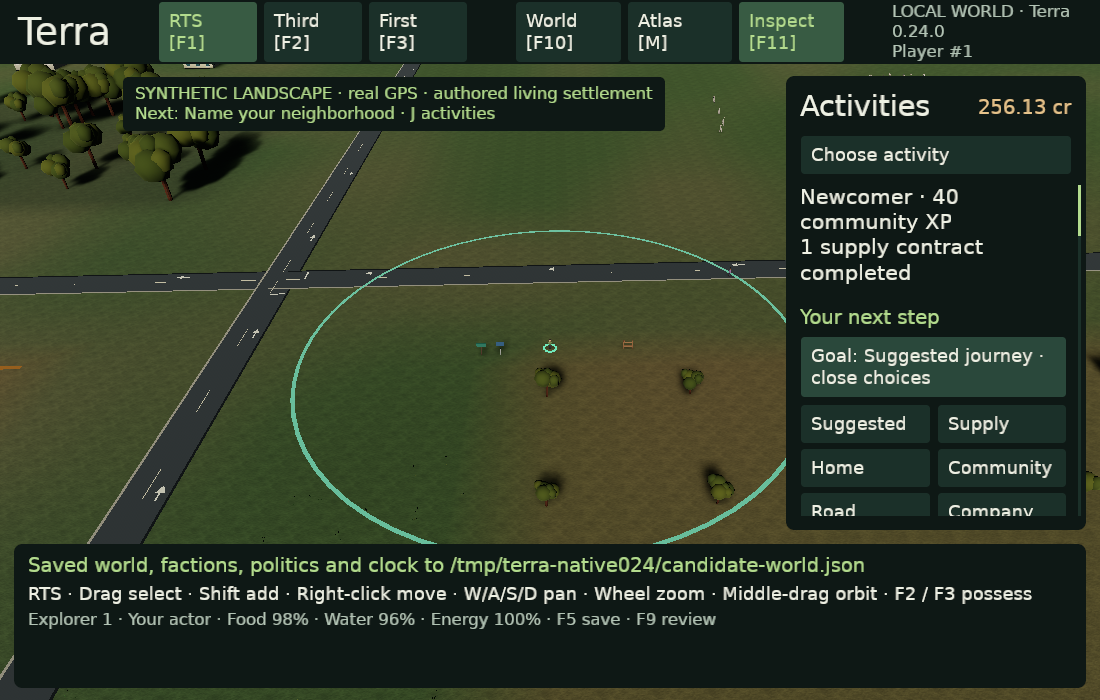 Terra
RTS
[F1]
Third
[F2]
First
[F3]
World
[F10]
Atlas
[M]
Inspect
[F11]
LOCAL WORLD · Terra
0.24.0
Player #1
SYNTHETIC LANDSCAPE · real GPS · authored living settlement
Next: Name your neighborhood · J activities
Activities
256.13 cr
Choose activity
Newcomer · 40
community XP
1 supply contract
completed
Your next step
Goal: Suggested journey ·
close choices
Suggested
Supply
Home
Community
Road
Company
Saved world, factions, politics and clock to /tmp/terra-native024/candidate-world.json
RTS · Drag select · Shift add · Right-click move · W/A/S/D pan · Wheel zoom · Middle-drag orbit · F2 / F3 possess
Explorer 1 · Your actor · Food 98% · Water 96% · Energy 100% · F5 save · F9 review